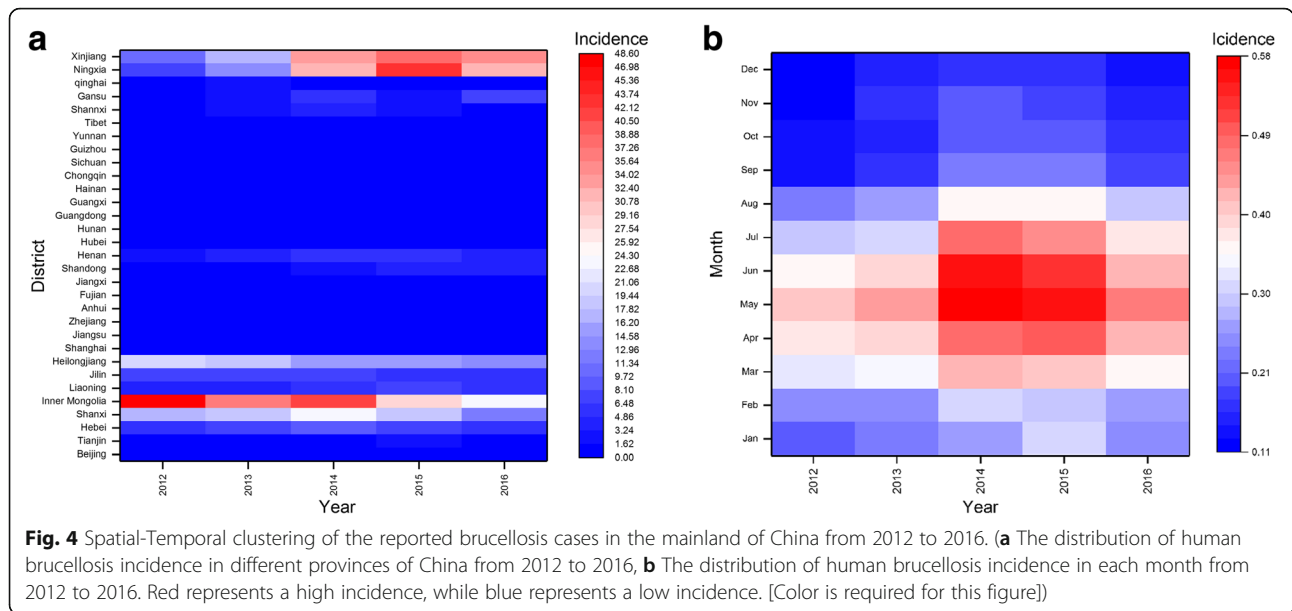 a
Incidence
Xinjiang
Ningxia
qinghai
Gansu
Shannxi
Tibet
Yunnan
Guizhou
Sichuan
Chongqin
Hainan
Guangxi
Guangdong
Hunan
Hubei
Henan
Shandong
Jiangxi
Fujian
Anhui
Zhejiang
Jiangsu
Shanghai
Heilongjiang
Jilin
Liaoning
Inner Mongolia
Shanxi
Hebei
Tianjin
Beijing
District
2012
2013
2014
2015
2016
Year
48.60
46.98
45.36
43.74
42.12
40.50
38.88
37.26
35.64
34.02
32.40
30.78
29.16
27.54
25.92
24.30
22.68
21.06
19.44
17.82
16.20
14.58
12.96
11.34
9.72
8.10
6.48
4.86
3.24
1.62
0.00
b
Icidence
Dec
Nov
Oct
Sep
Aug
Jul
Jun
May
Apr
Mar
Feb
Jan
Month
2012
2013
2014
2015
2016
Year
0.58
0.49
0.40
0.30
0.21
0.11
Fig. 4 Spatial-Temporal clustering of the reported brucellosis cases in the mainland of China from 2012 to 2016. (a The distribution of human
brucellosis incidence in different provinces of China from 2012 to 2016, b The distribution of human brucellosis incidence in each month from
2012 to 2016. Red represents a high incidence, while blue represents a low incidence. [Color is required for this figure])